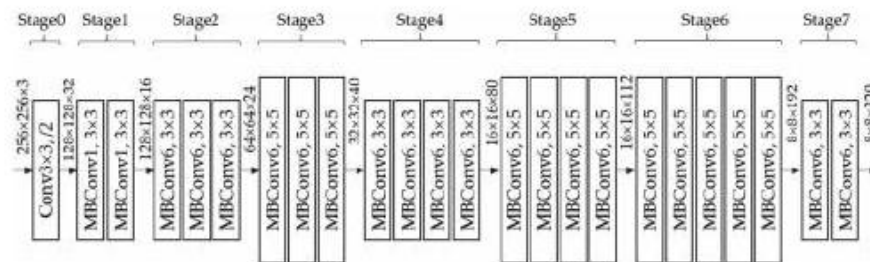 Stage0 Stage1 Stage2 Stage3 Stage4 Stage5 Stage6 Stage7
256×256×3
Conv3×3,/2
128×128×32
MBConv1, 3×3
MBConv1, 3×3
128×128×16
MBConv6, 3×3
MBConv6, 3×3
MBConv6, 3×3
64×64×24
MBConv6, 5×5
MBConv6, 5×5
MBConv6, 5×5
32×32×40
MBConv6, 3×3
MBConv6, 3×3
MBConv6, 3×3
MBConv6, 3×3
16×16×80
MBConv6, 5×5
MBConv6, 5×5
MBConv6, 5×5
MBConv6, 5×5
16×16×112
MBConv6, 5×5
MBConv6, 5×5
MBConv6, 5×5
MBConv6, 5×5
MBConv6, 5×5
8×8×192
MBConv6, 3×3
MBConv6, 3×3
8×8×320